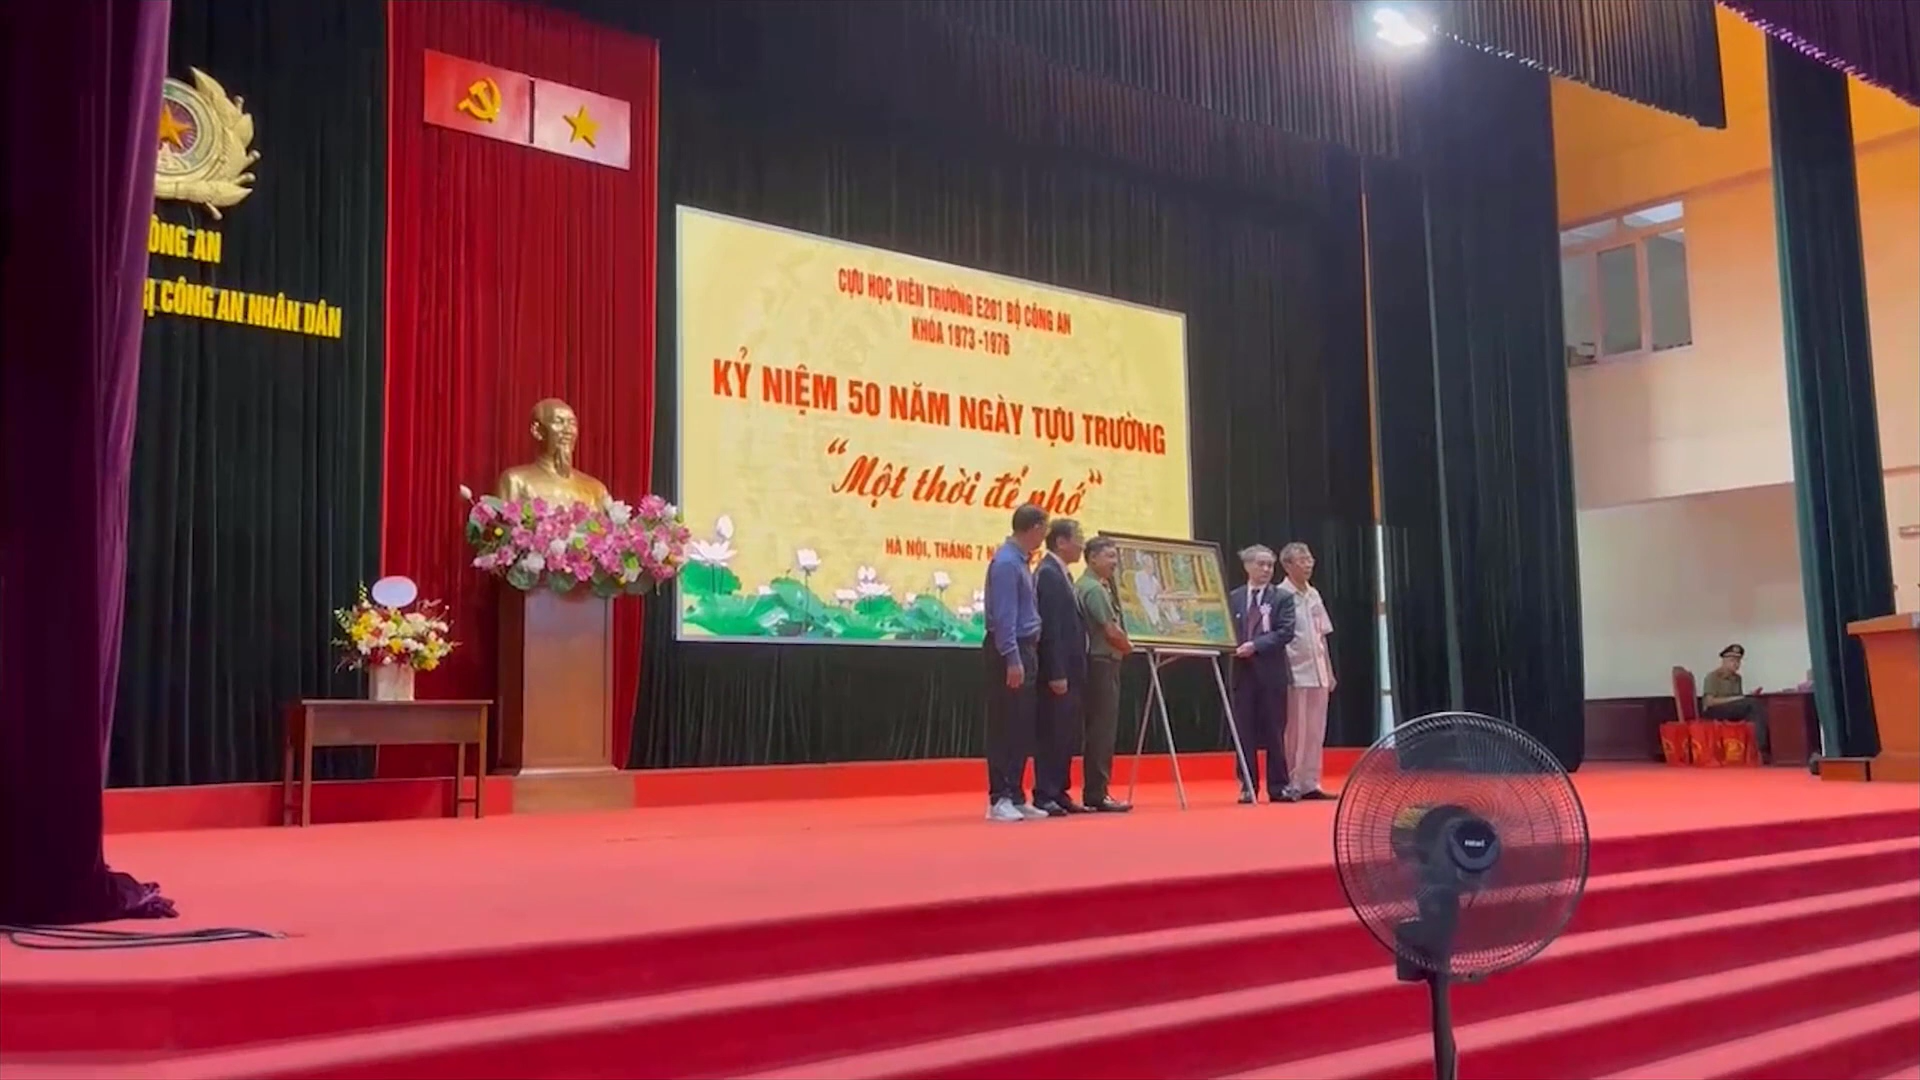 ÔNG AN
BỊ CÔNG AN NHÂN DÂN
CỰU HỌC VIÊN TRƯỜNG E201 BỘ CÔNG AN
KHÓA 1973 -1976
KỶ NIỆM 50 NĂM NGÀY TỰU TRƯỜNG
“Một thời để nhớ”
HÀ NỘI, THÁNG 7